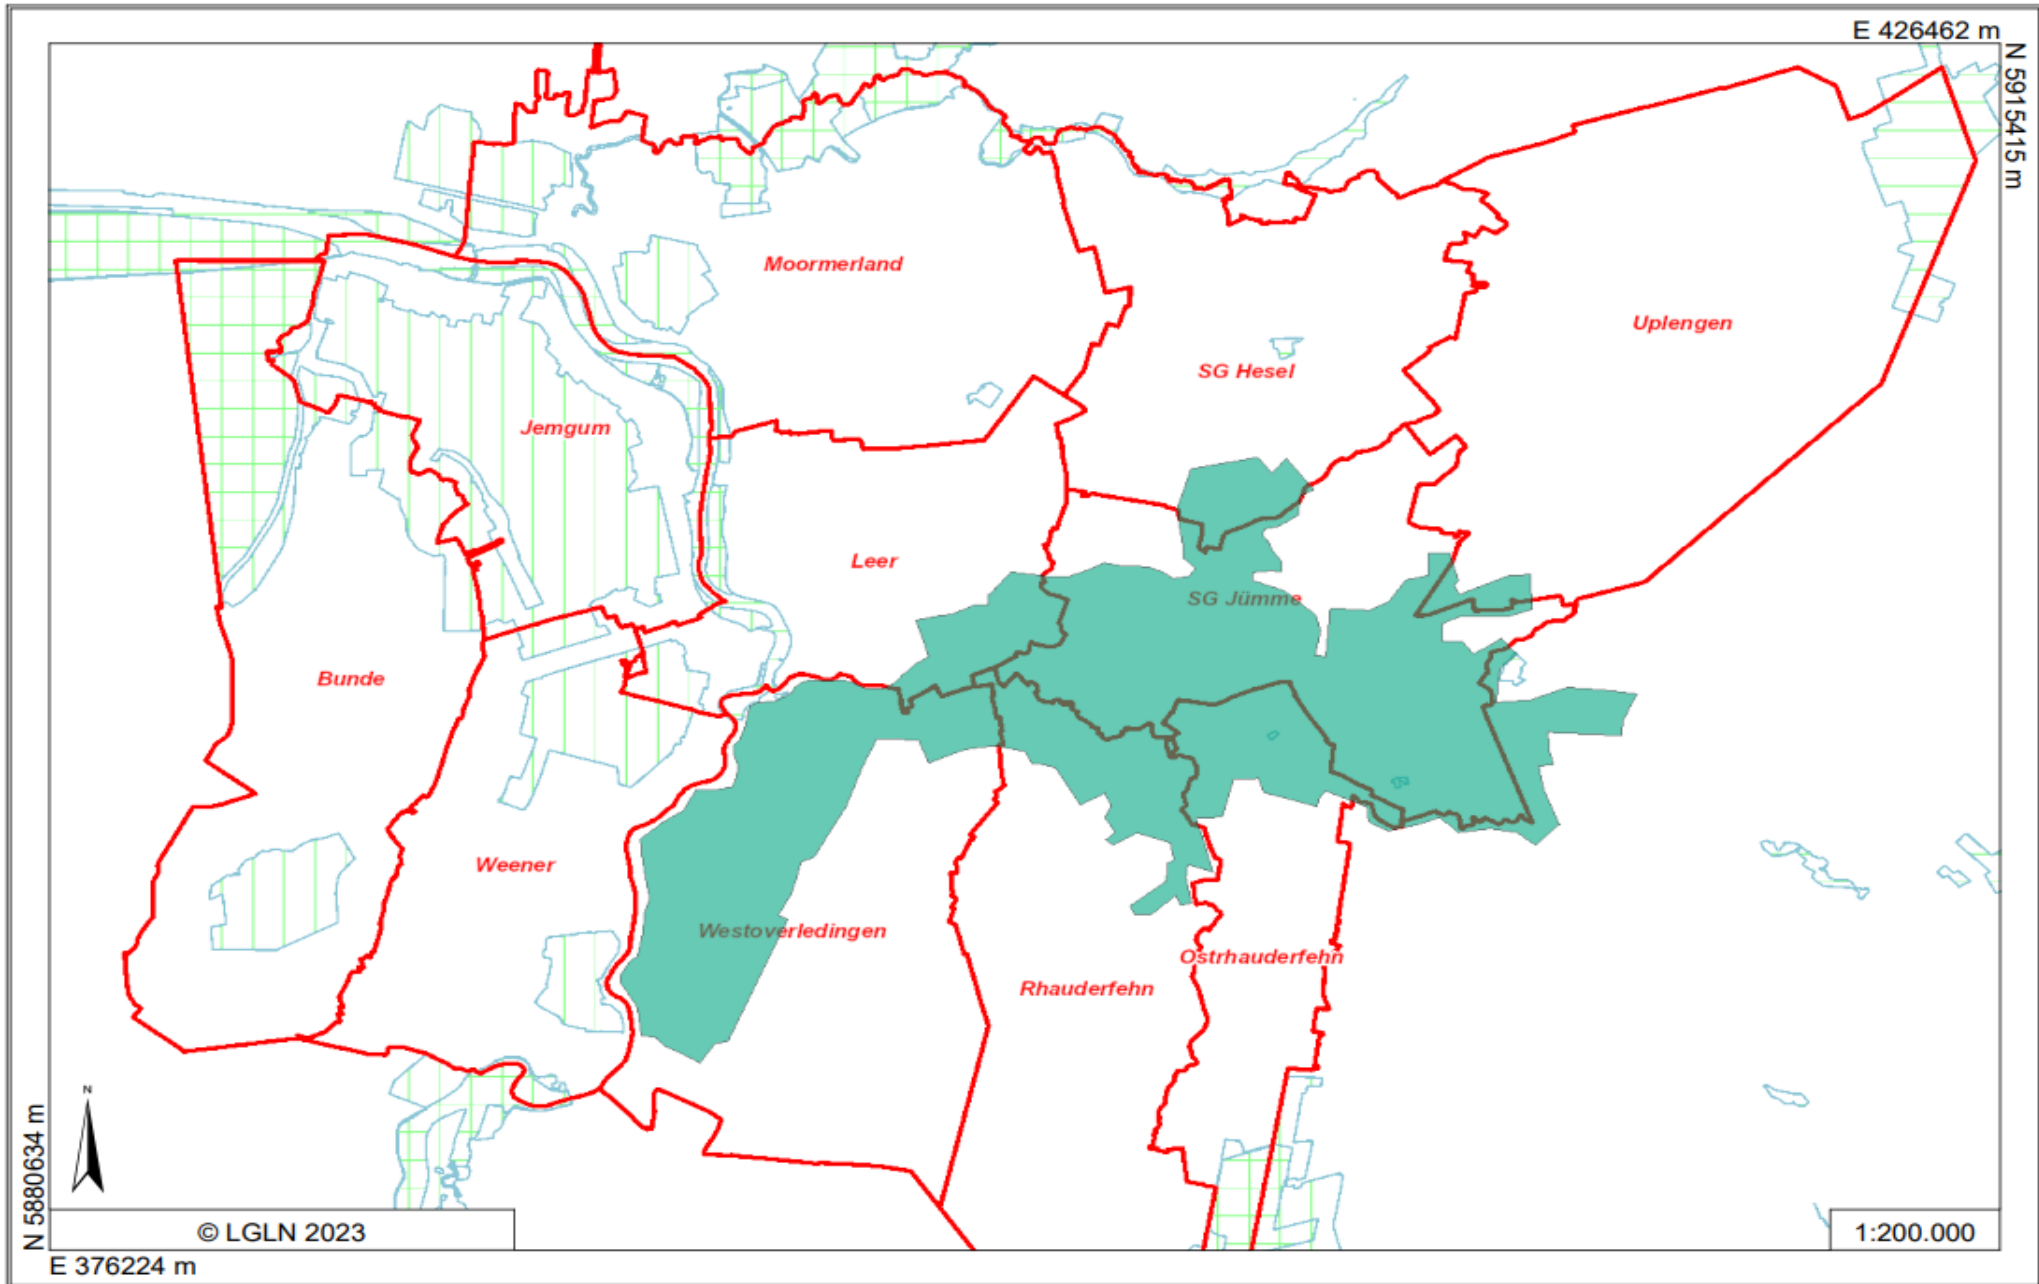 E 426462 m
N 5915415 m
Moormerland
Uplengen
SG Hesel
Jemgum
Leer
SG Jümme
Bunde
Weener
Westoverledingen
Ostrhauderfehn
Rhauderfehn
N
N 5880634 m
© LGLN 2023
1:200.000
E 376224 m